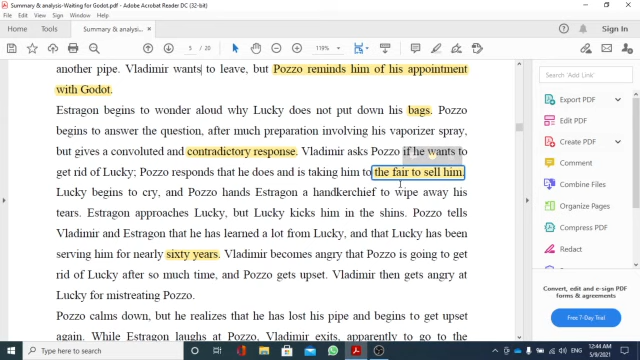 Summary & analysis-Waiting for Godot.pdf - Adobe Acrobat Reader DC (32-bit)
File Edit View Sign Window Help
Home Tools Summary & analysis... × Sign In
5 / 20 119%
another pipe. Vladimir wants to leave, but Pozzo reminds him of his appointment
with Godot.
Estragon begins to wonder aloud why Lucky does not put down his bags. Pozzo
begins to answer the question, after much preparation involving his vaporizer spray,
but gives a convoluted and contradictory response. Vladimir asks Pozzo if he wants to
get rid of Lucky; Pozzo responds that he does and is taking him to the fair to sell him.
Lucky begins to cry, and Pozzo hands Estragon a handkerchief to wipe away his
tears. Estragon approaches Lucky, but Lucky kicks him in the shins. Pozzo tells
Vladimir and Estragon that he has learned a lot from Lucky, and that Lucky has been
serving him for nearly sixty years. Vladimir becomes angry that Pozzo is going to get
rid of Lucky after so much time, and Pozzo gets upset. Vladimir then gets angry at
Lucky for mistreating Pozzo.
Pozzo calms down, but he realizes that he has lost his pipe and begins to get upset
again. While Estragon laughs at Pozzo, Vladimir exits, apparently to go to the
Search 'Add Link'
Export PDF
Edit PDF
Create PDF
Comment
Combine Files
Organize Pages
Compress PDF
Redact
Convert, edit and e-sign PDF
forms & agreements
Free 7-Day Trial
ENG
12:44 AM
5/9/2021